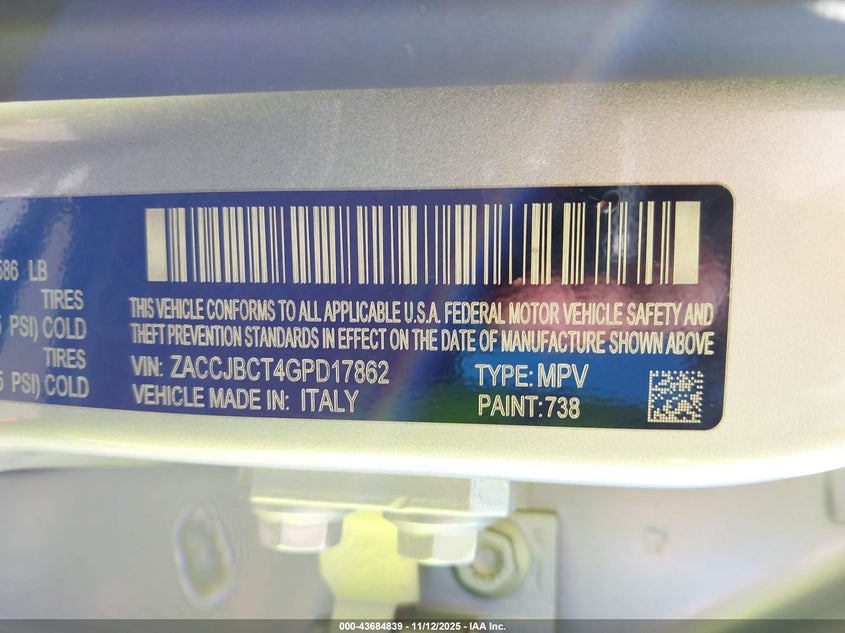 586 LB
TIRES
PSI) COLD
TIRES
PSI) COLD
THIS VEHICLE CONFORMS TO ALL APPLICABLE U.S.A. FEDERAL MOTOR VEHICLE SAFETY AND
THEFT PREVENTION STANDARDS IN EFFECT ON THE DATE OF MANUFACTURE SHOWN ABOVE
VIN: ZACCJBCT4GPD17862 TYPE: MPV
VEHICLE MADE IN: ITALY PAINT: 738
000-43684839 - 11/12/2025 - IAA Inc.